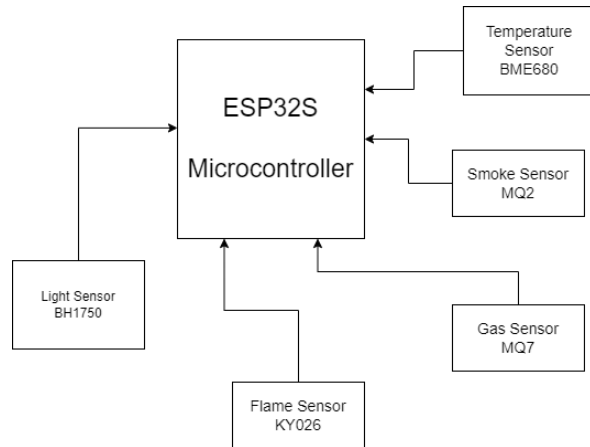 ESP32S
Microcontroller
Temperature
Sensor
BME680
Smoke Sensor
MQ2
Light Sensor
BH1750
Gas Sensor
MQ7
Flame Sensor
KY026